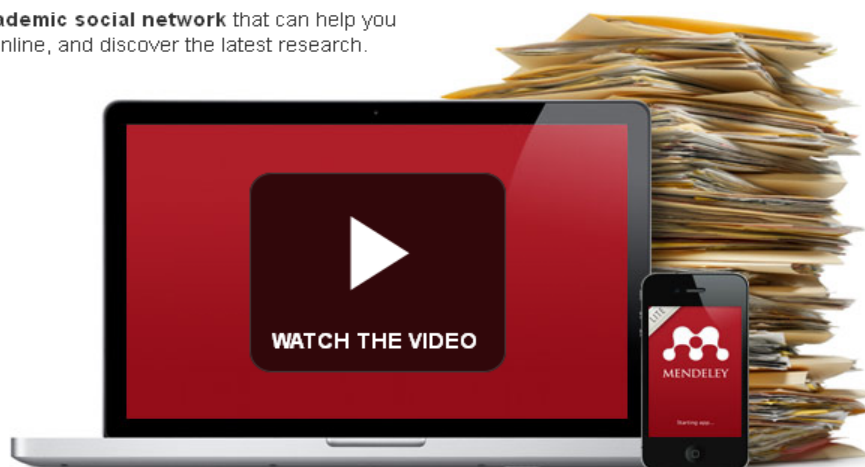 ademic social network that can help you
nline, and discover the latest research.
WATCH THE VIDEO
LITE
MENDELEY
Starting app...